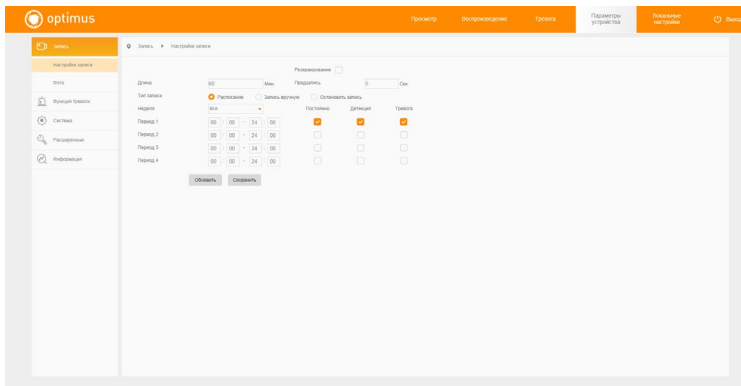 optimus
Просмотр Воспроизведение Тревога Параметры устройства Локальные настройки Выход
Запись
Запись Настройки записи
Настройки записи
Фото
Функция тревоги
Система
Расширенные
Информация
Резервирование
Длина 60 Мин. Предзапись 5 Сек.
Тип записи Расписание Запись вручную Остановить запись
Неделя Все Постоянно Детекция Тревога
Период 1 00 : 00 - 24 : 00
Период 2 00 : 00 - 24 : 00
Период 3 00 : 00 - 24 : 00
Период 4 00 : 00 - 24 : 00
Обновить Сохранить